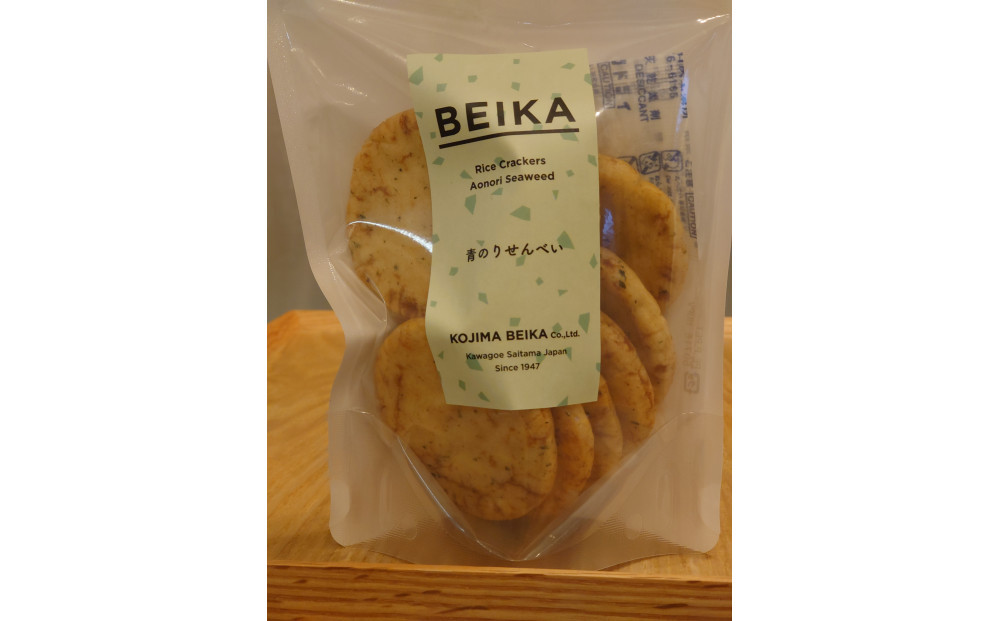 BEIKA
Rice Crackers
Aonori Seaweed
青のりせんべい
KOJIMA BEIKA Co.,Ltd.
Kawagoe Saitama Japan
Since 1947
DESICCANT